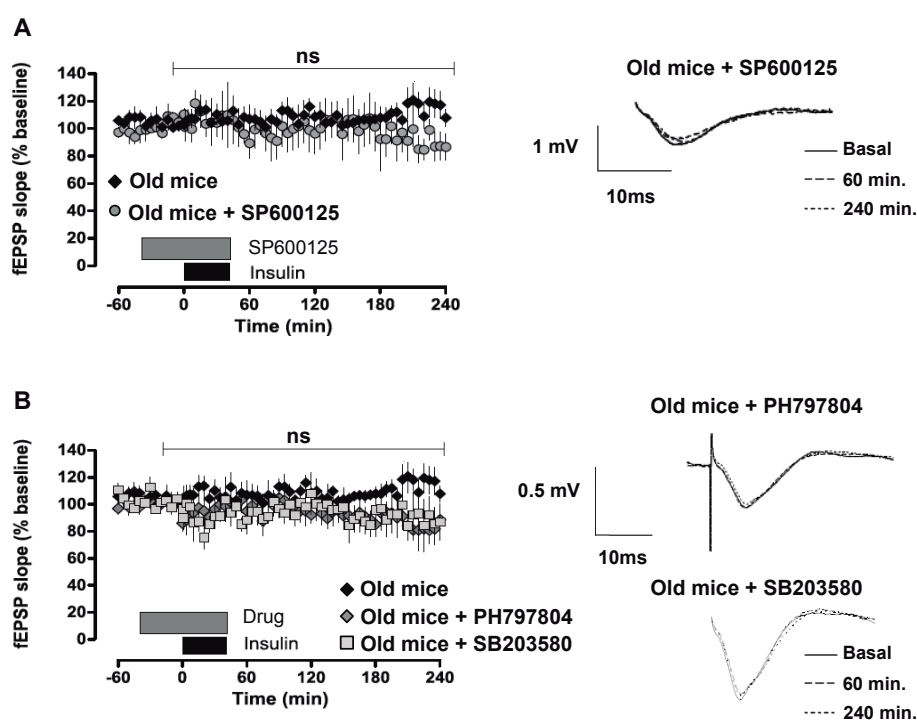 A
ns
fEPSP slope (% baseline)
140
120
100
80
60
40
20
0
Old mice
Old mice + SP600125
SP600125
Insulin
-60 0 60 120 180 240
Time (min)
Old mice + SP600125
1 mV
10ms
Basal
60 min.
240 min.
B
ns
fEPSP slope (% baseline)
140
120
100
80
60
40
20
0
Drug
Insulin
Old mice
Old mice + PH797804
Old mice + SB203580
-60 0 60 120 180 240
Time (min)
Old mice + PH797804
0.5 mV
10ms
Old mice + SB203580
Basal
60 min.
240 min.